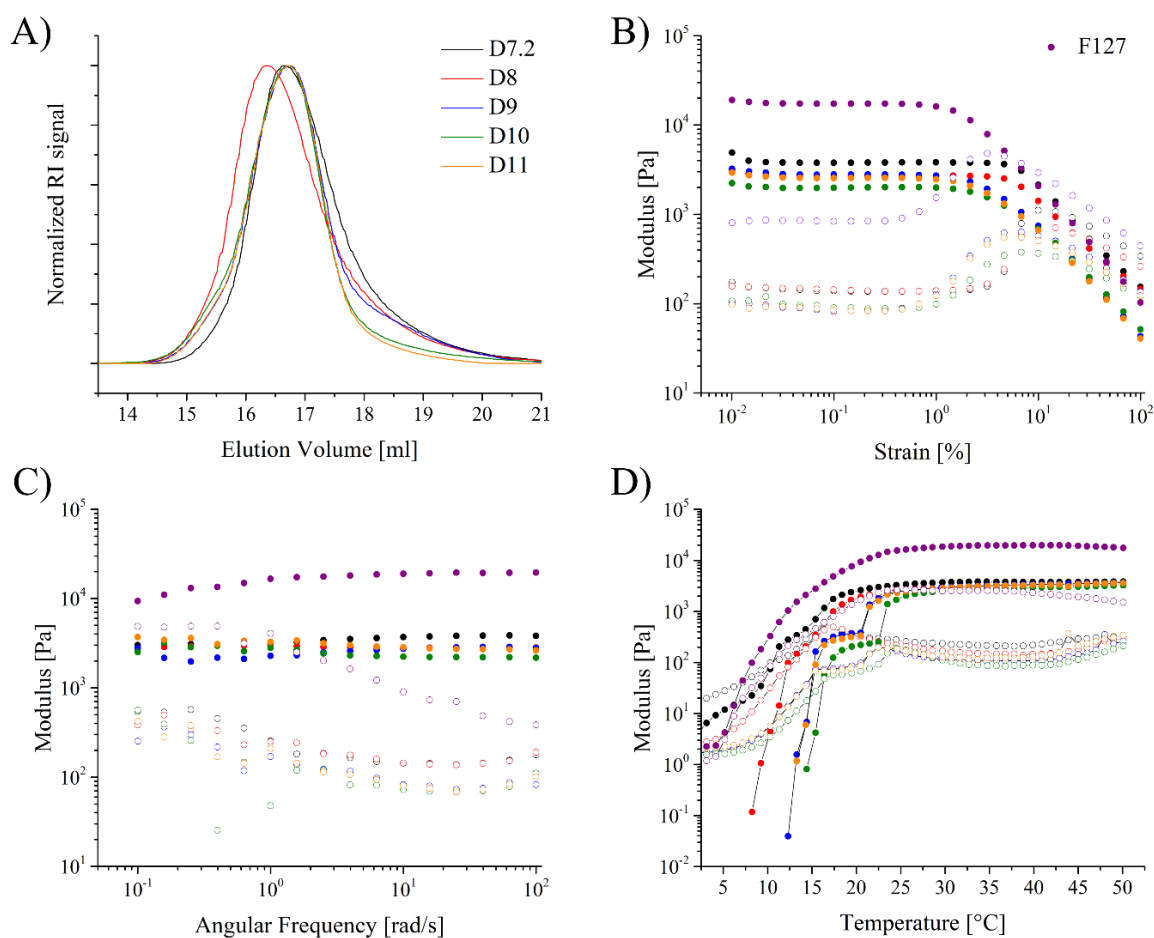 A)
D7.2
D8
D9
D10
D11
Normalized RI signal
14 15 16 17 18 19 20 21
Elution Volume [ml]
B)
F127
10^5
10^4
10^3
10^2
10^1
Modulus [Pa]
10^-2 10^-1 10^0 10^1 10^2
Strain [%]
C)
10^5
10^4
10^3
10^2
10^1
Modulus [Pa]
10^-1 10^0 10^1 10^2
Angular Frequency [rad/s]
D)
10^5
10^4
10^3
10^2
10^1
10^0
10^-1
10^-2
Modulus [Pa]
5 10 15 20 25 30 35 40 45 50
Temperature [°C]